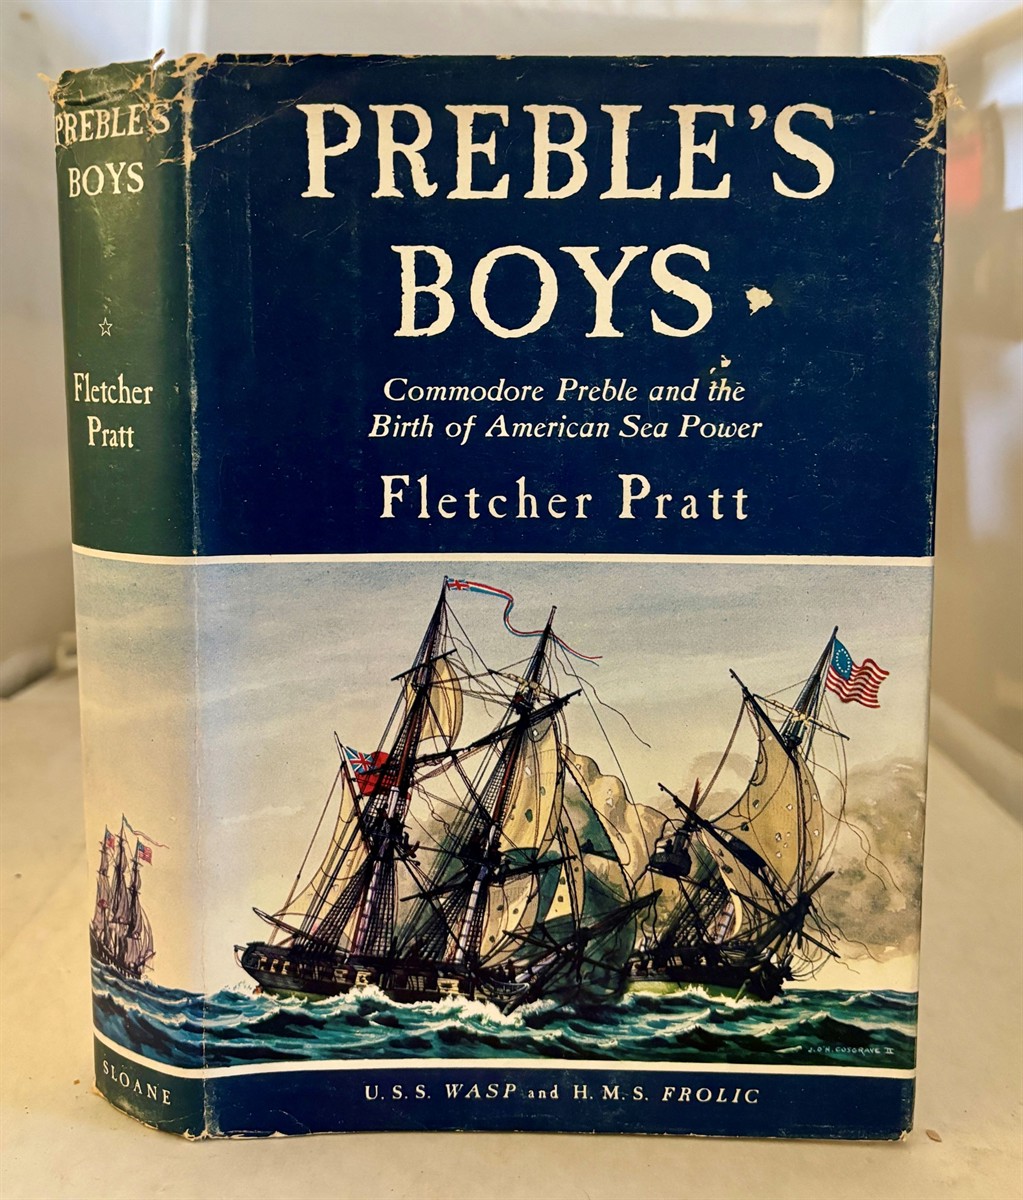 PREBLE'S
BOYS
Fletcher
Pratt
SLOANE
PREBLE'S
BOYS
Commodore Preble and the
Birth of American Sea Power
Fletcher Pratt
J. O'H. COSGRAVE II
U.S.S. WASP and H.M.S. FROLIC